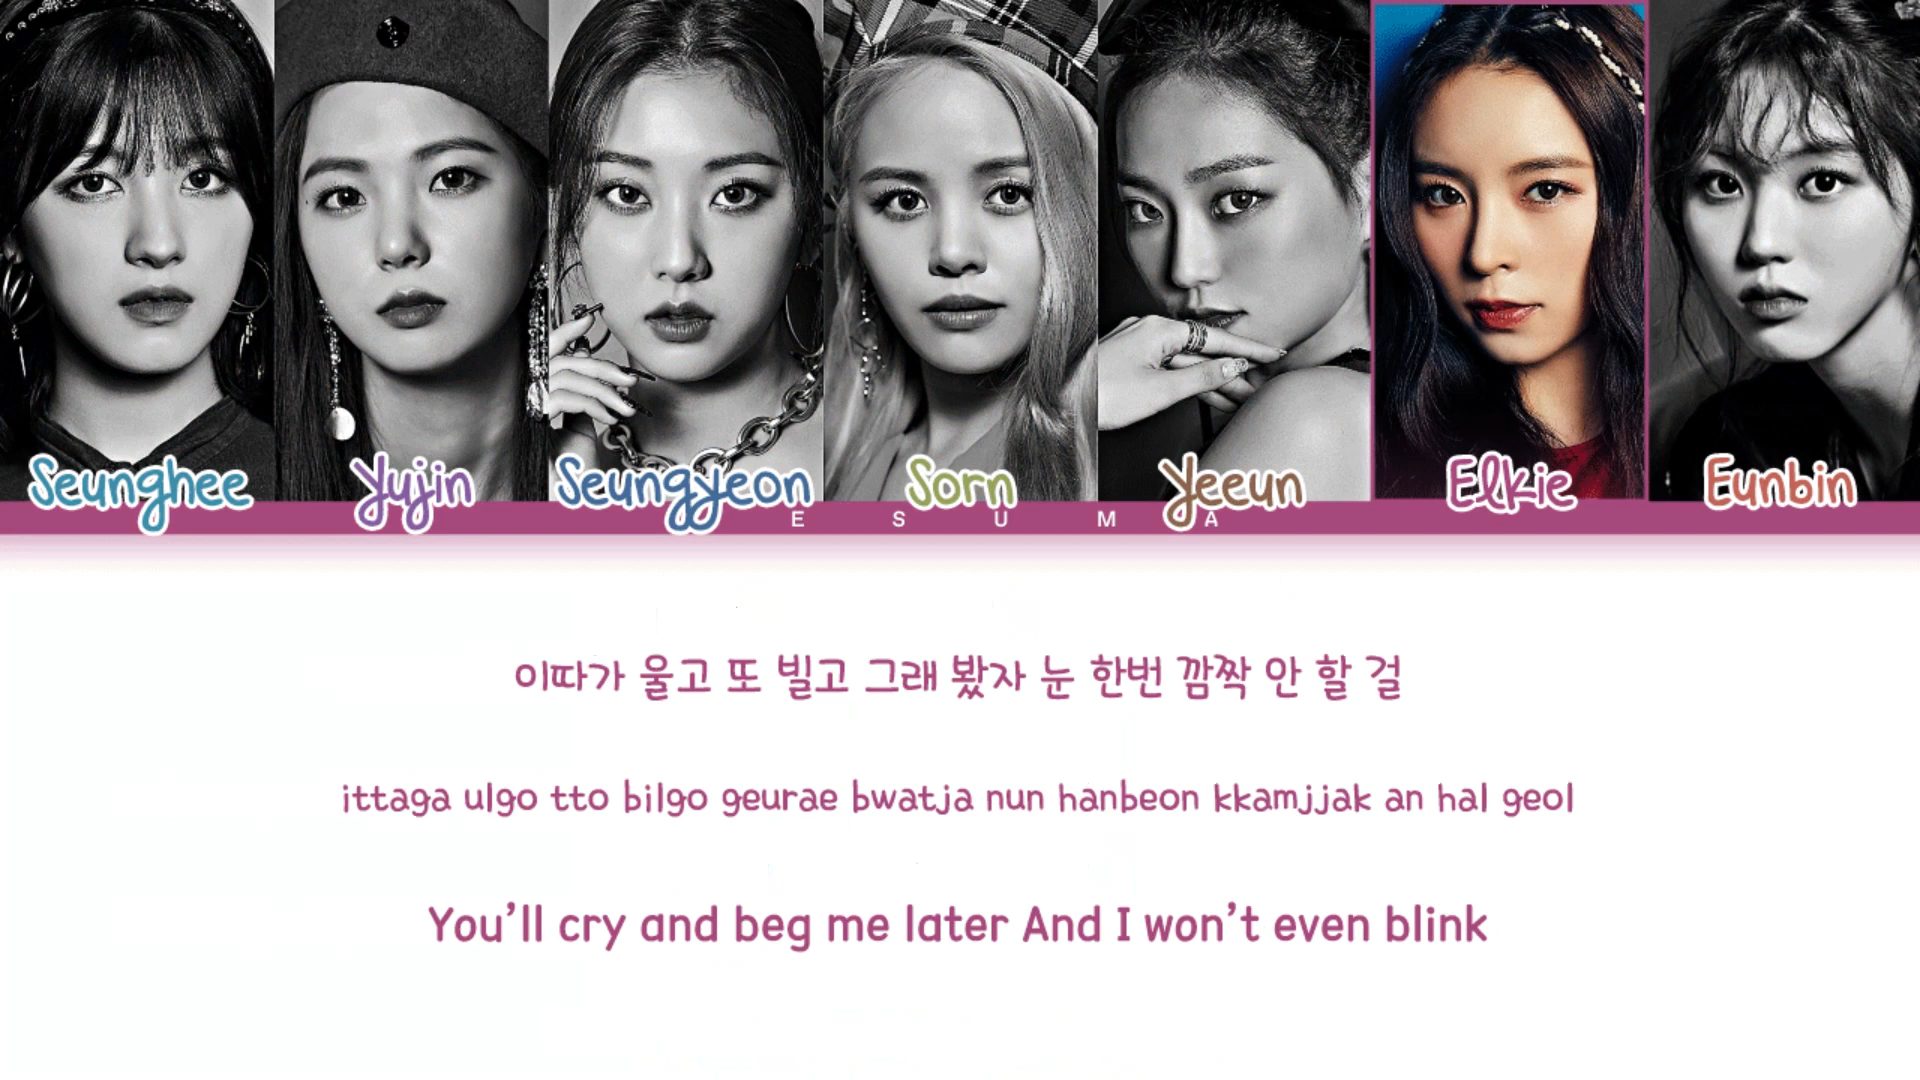 Seunghee Yujin Seungyeon Sorn Yeeun Elkie Eunbin
E S U M A
이따가 울고 또 빌고 그래 봤자 눈 한번 깜짝 안 할 걸
ittaga ulgo tto bilgo geurae bwatja nun hanbeon kkamjjak an hal geol
You'll cry and beg me later And I won't even blink